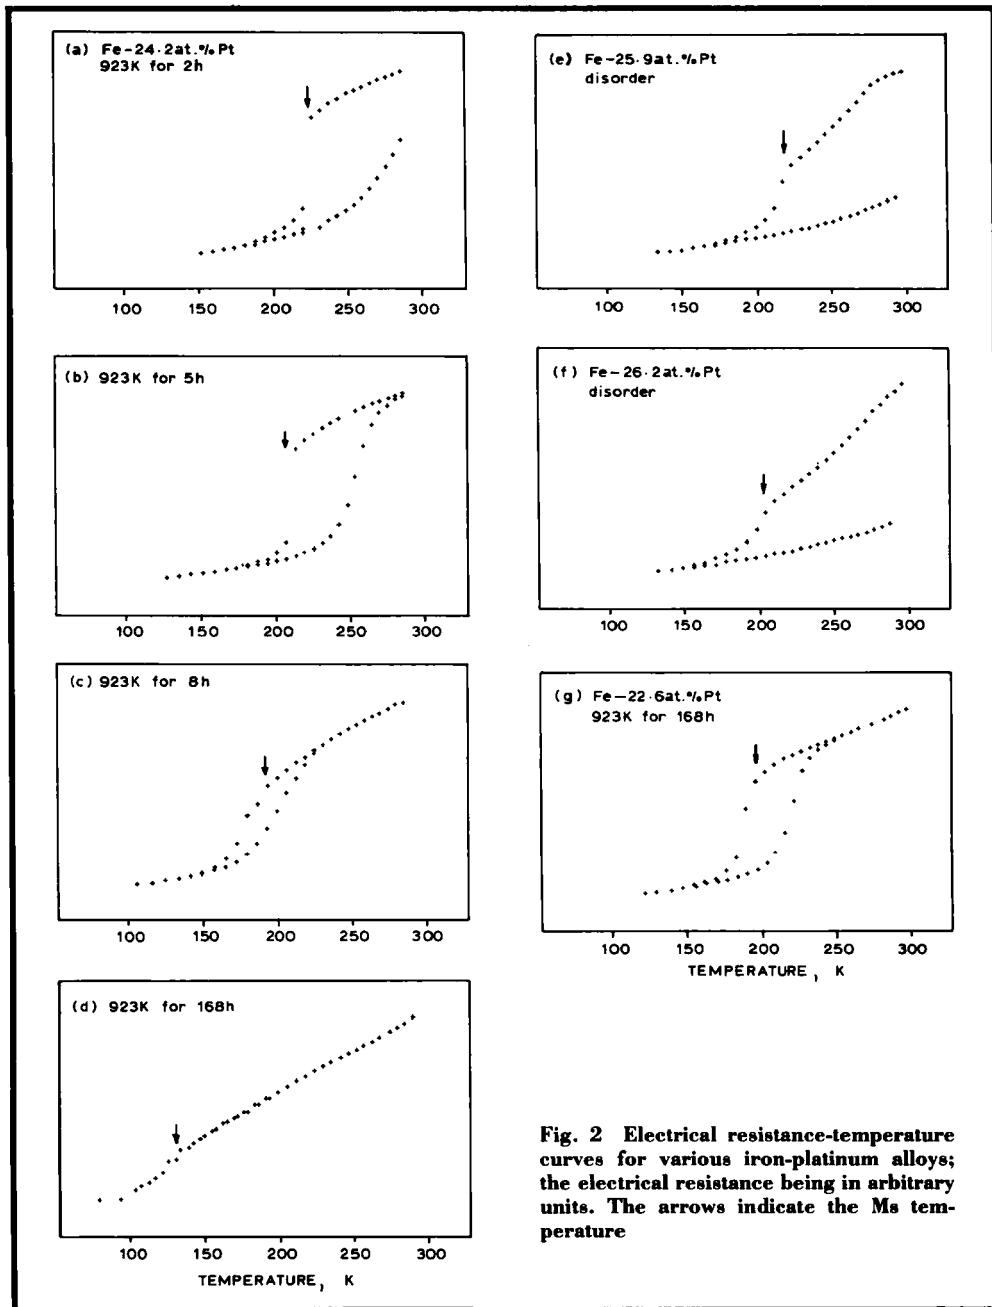 (a) Fe-24·2at.%Pt
923K for 2h
100 150 200 250 300
(b) 923K for 5h
100 150 200 250 300
(c) 923K for 8h
100 150 200 250 300
(d) 923K for 168h
100 150 200 250 300
TEMPERATURE, K
(e) Fe-25·9at.%Pt
disorder
100 150 200 250 300
(f) Fe-26·2at.%Pt
disorder
100 150 200 250 300
(g) Fe-22·6at.%Pt
923K for 168h
100 150 200 250 300
TEMPERATURE, K
Fig. 2 Electrical resistance-temperature
curves for various iron-platinum alloys;
the electrical resistance being in arbitrary
units. The arrows indicate the Ms tem-
perature